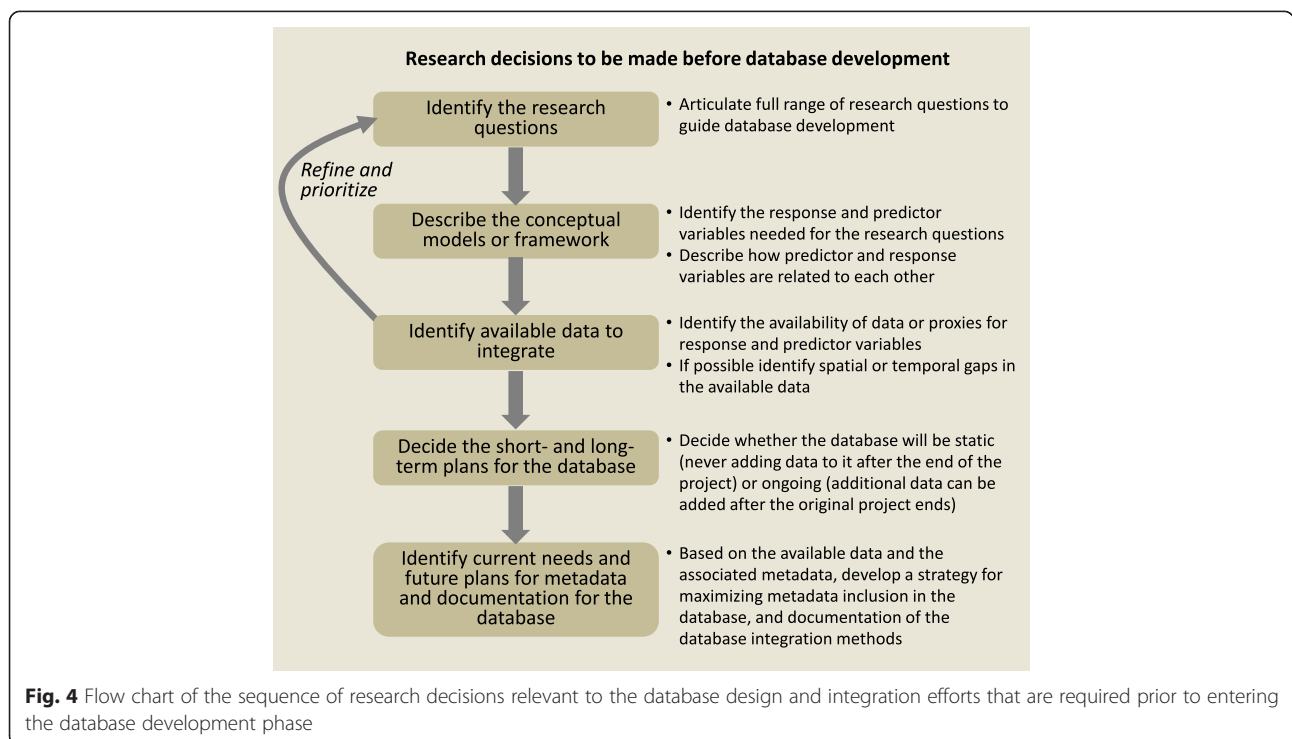 Research decisions to be made before database development
Identify the research
questions
• Articulate full range of research questions to
guide database development
Refine and
prioritize
Describe the conceptual
models or framework
• Identify the response and predictor
variables needed for the research questions
• Describe how predictor and response
variables are related to each other
Identify available data to
integrate
• Identify the availability of data or proxies for
response and predictor variables
• If possible identify spatial or temporal gaps in
the available data
Decide the short- and long-
term plans for the database
• Decide whether the database will be static
(never adding data to it after the end of the
project) or ongoing (additional data can be
added after the original project ends)
Identify current needs and
future plans for metadata
and documentation for the
database
• Based on the available data and the
associated metadata, develop a strategy for
maximizing metadata inclusion in the
database, and documentation of the
database integration methods
Fig. 4 Flow chart of the sequence of research decisions relevant to the database design and integration efforts that are required prior to entering
the database development phase